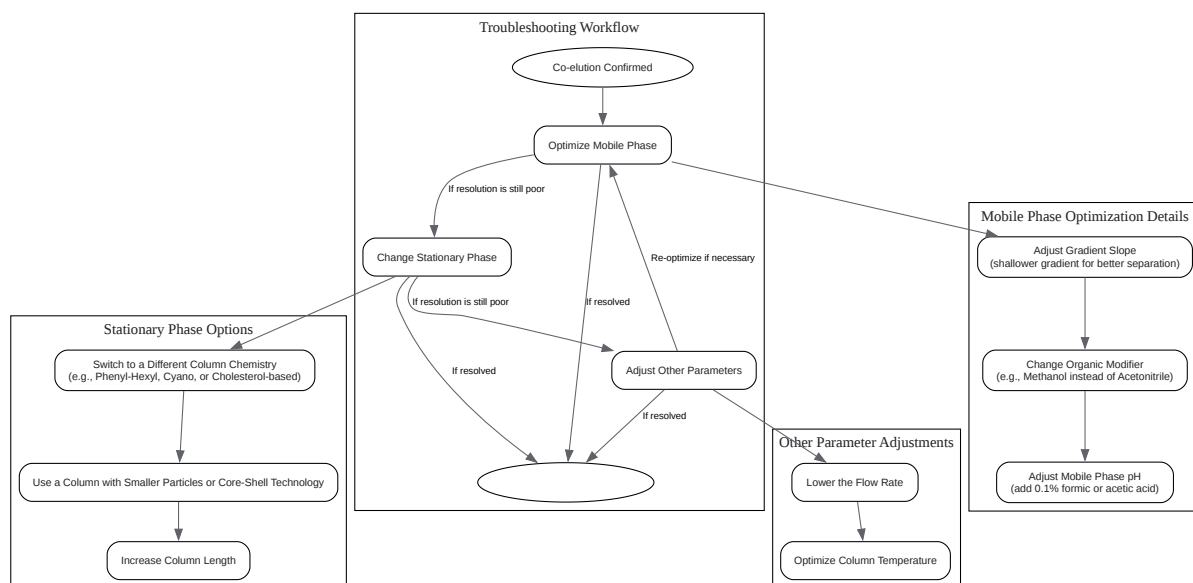 Troubleshooting Workflow
Co-elution Confirmed
Optimize Mobile Phase
If resolution is still poor
Mobile Phase Optimization Details
Adjust Gradient Slope
(shallower gradient for better separation)
Change Stationary Phase
Re-optimize if necessary
If resolution is still poor
If resolved
Stationary Phase Options
Switch to a Different Column Chemistry
(e.g., Phenyl-Hexyl, Cyano, or Cholesterol-based)
If resolved
Adjust Other Parameters
Change Organic Modifier
(e.g., Methanol instead of Acetonitrile)
If resolved
Other Parameter Adjustments
Use a Column with Smaller Particles or Core-Shell Technology
Lower the Flow Rate
Adjust Mobile Phase pH
(add 0.1% formic or acetic acid)
Increase Column Length
Optimize Column Temperature